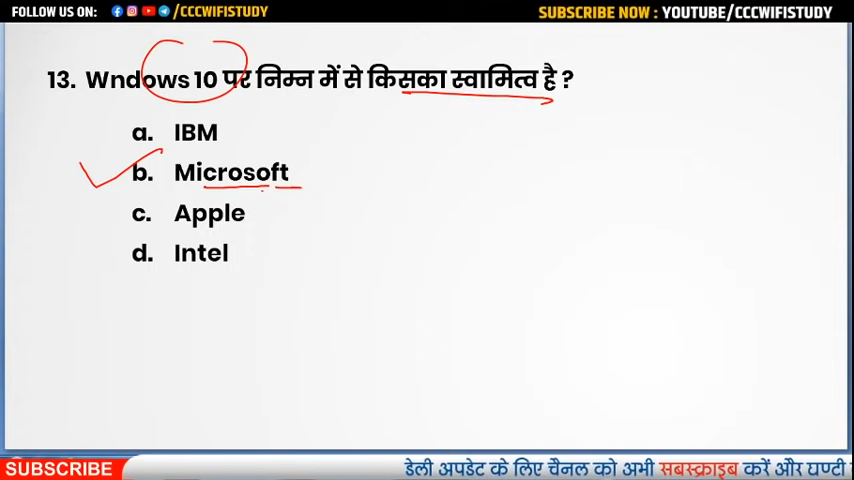 FOLLOW US ON: /CCCWIFISTUDY
SUBSCRIBE NOW : YOUTUBE/CCCWIFISTUDY
13. Wndows 10 पर निम्न में से किसका स्वामित्व है ?
a. IBM
b. Microsoft
c. Apple
d. Intel
SUBSCRIBE डेली अपडेट के लिए चैनल को अभी सबस्क्राइब करें और घण्टी